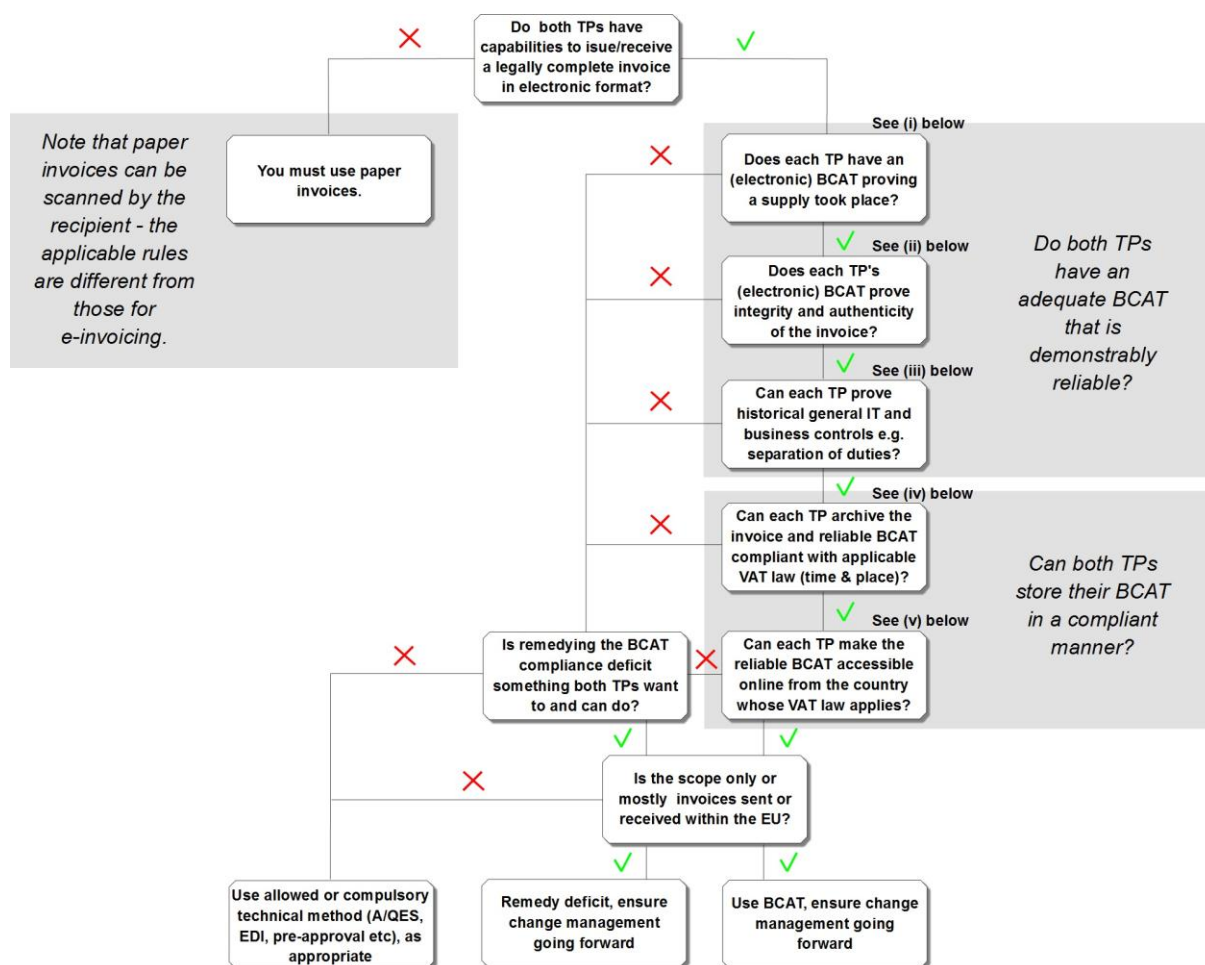 Do both TPs have
capabilities to isue/receive
a legally complete invoice
in electronic format?
Note that paper
invoices can be
scanned by the
recipient - the
applicable rules
are different from
those for
e-invoicing.
You must use paper
invoices.
See (i) below
Does each TP have an
(electronic) BCAT proving
a supply took place?
See (ii) below
Does each TP's
(electronic) BCAT prove
integrity and authenticity
of the invoice?
See (iii) below
Can each TP prove
historical general IT and
business controls e.g.
separation of duties?
Do both TPs
have an
adequate BCAT
that is
demonstrably
reliable?
See (iv) below
Can each TP archive the
invoice and reliable BCAT
compliant with applicable
VAT law (time & place)?
See (v) below
Can each TP make the
reliable BCAT accessible
online from the country
whose VAT law applies?
Can both TPs
store their BCAT
in a compliant
manner?
Is remedying the BCAT
compliance deficit
something both TPs want
to and can do?
Is the scope only or
mostly invoices sent or
received within the EU?
Use allowed or compulsory
technical method (A/QES,
EDI, pre-approval etc), as
appropriate
Remedy deficit, ensure
change management
going forward
Use BCAT, ensure change
management going
forward